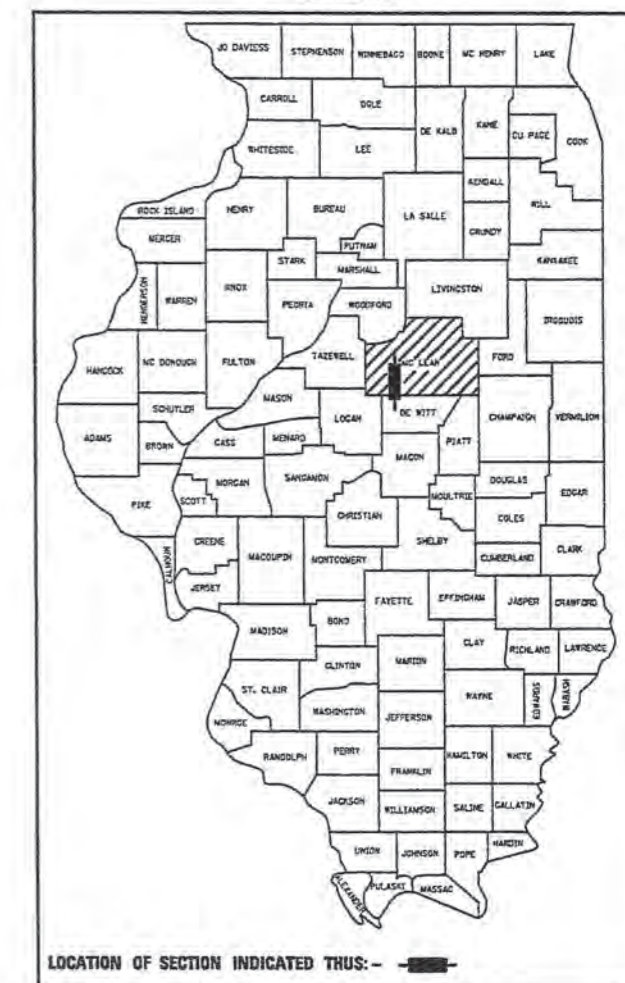 JO DAVIESS STEPHENSON WINNEBAGO BOONE MC HENRY LAKE
CARROLL OGLE DE KALB KANE DU PAGE COOK
WHITESIDE LEE KENDALL WILL
ROCK ISLAND HENRY BUREAU LA SALLE GRUNDY
MERCER PUTNAM KANKAKEE
STARK MARSHALL LIVINGSTON
HENDERSON WARREN KNOX PEORIA WOODFORD IROQUOIS
HANCOCK MC DONOUGH FULTON TAZEWELL MC LEAN FORD
SCHUYLER MASON LOGAN DE WITT CHAMPAIGN VERMILION
ADAMS BROWN CASS MENARD PIATT
MACON
PIKE SCOTT MORGAN SANGAMON MOULTRIE DOUGLAS EDGAR
CHRISTIAN COLES
GREENE MACOUPIN MONTGOMERY SHELBY CUMBERLAND CLARK
CALHOUN JERSEY
FAYETTE EFFINGHAM JASPER CRAWFORD
MADISON BOND
CLAY RICHLAND LAWRENCE
CLINTON MARION
ST. CLAIR WAYNE EDWARDS WABASH
MONROE WASHINGTON JEFFERSON
RANDOLPH PERRY HAMILTON WHITE
FRANKLIN
JACKSON WILLIAMSON SALINE GALLATIN
UNION JOHNSON POPE HARDIN
ALEXANDER PULASKI MASSAC
LOCATION OF SECTION INDICATED THUS: -